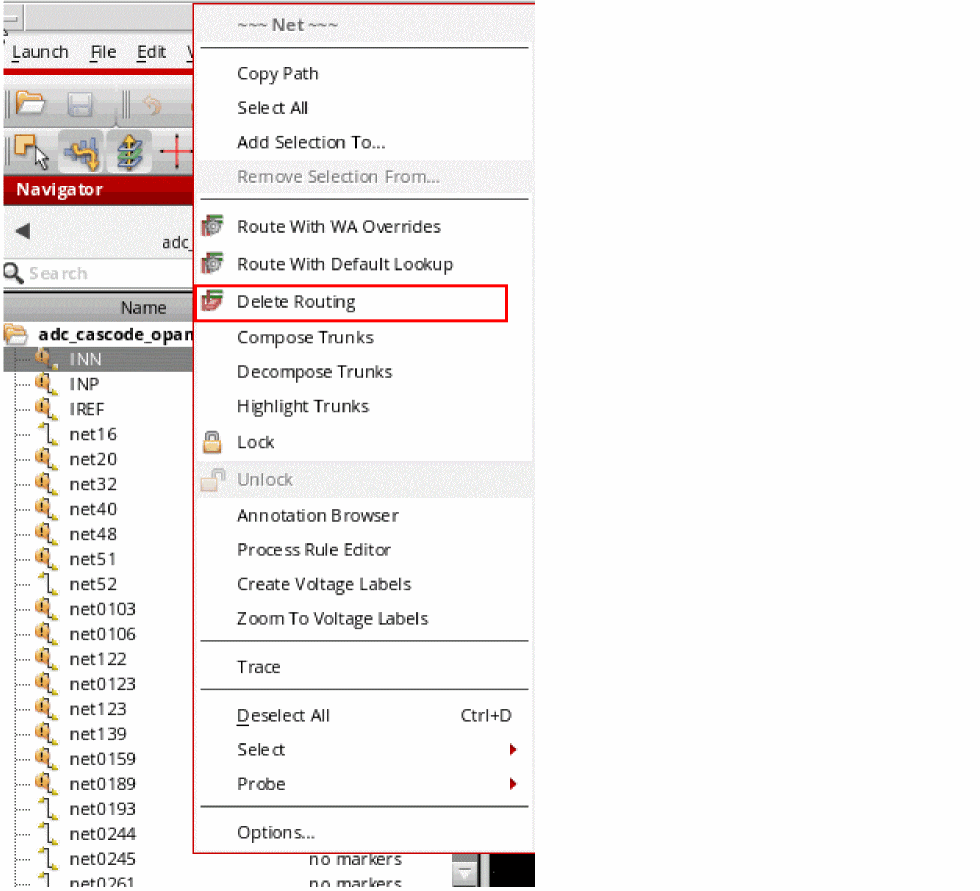 ~~~ Net ~~~
Launch File Edit
Copy Path
Select All
Add Selection To...
Remove Selection From...
Navigator
Route With WA Overrides
adc_
Route With Default Lookup
Search
Delete Routing
Name
adc_cascode_opan
Compose Trunks
INN
Decompose Trunks
INP
Highlight Trunks
IREF
net16
Lock
net20
Unlock
net32
net40
Annotation Browser
net48
Process Rule Editor
net51
Create Voltage Labels
net52
net0103
Zoom To Voltage Labels
net0106
net122
Trace
net0123
net123
Deselect All Ctrl+D
net139
Select
net0159
Probe
net0189
net0193
net0244
Options...
net0245 no markers
net0261 no markers